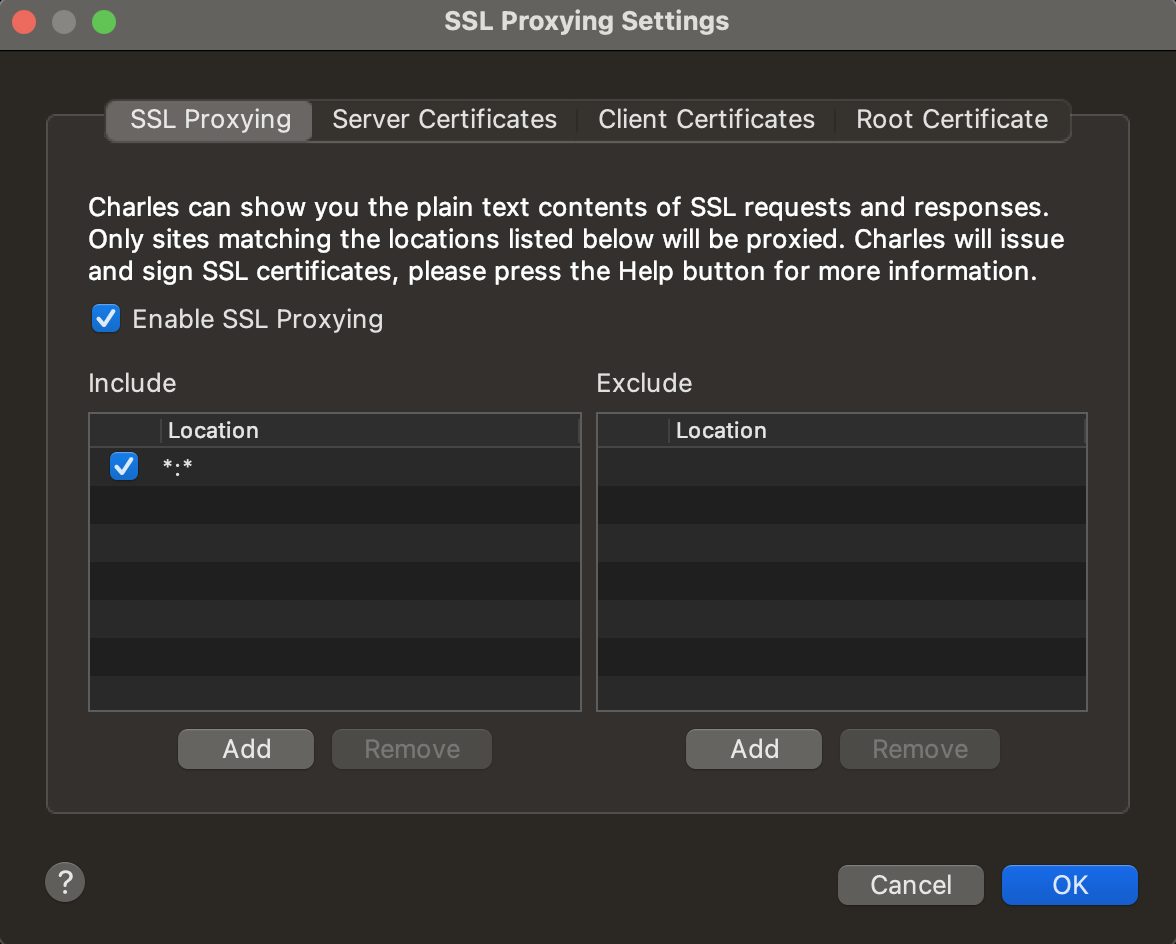 SSL Proxying Settings
SSL Proxying Server Certificates Client Certificates Root Certificate
Charles can show you the plain text contents of SSL requests and responses.
Only sites matching the locations listed below will be proxied. Charles will issue
and sign SSL certificates, please press the Help button for more information.
Enable SSL Proxying
Include Exclude
Location Location
*:*
Add Remove Add Remove
? Cancel OK